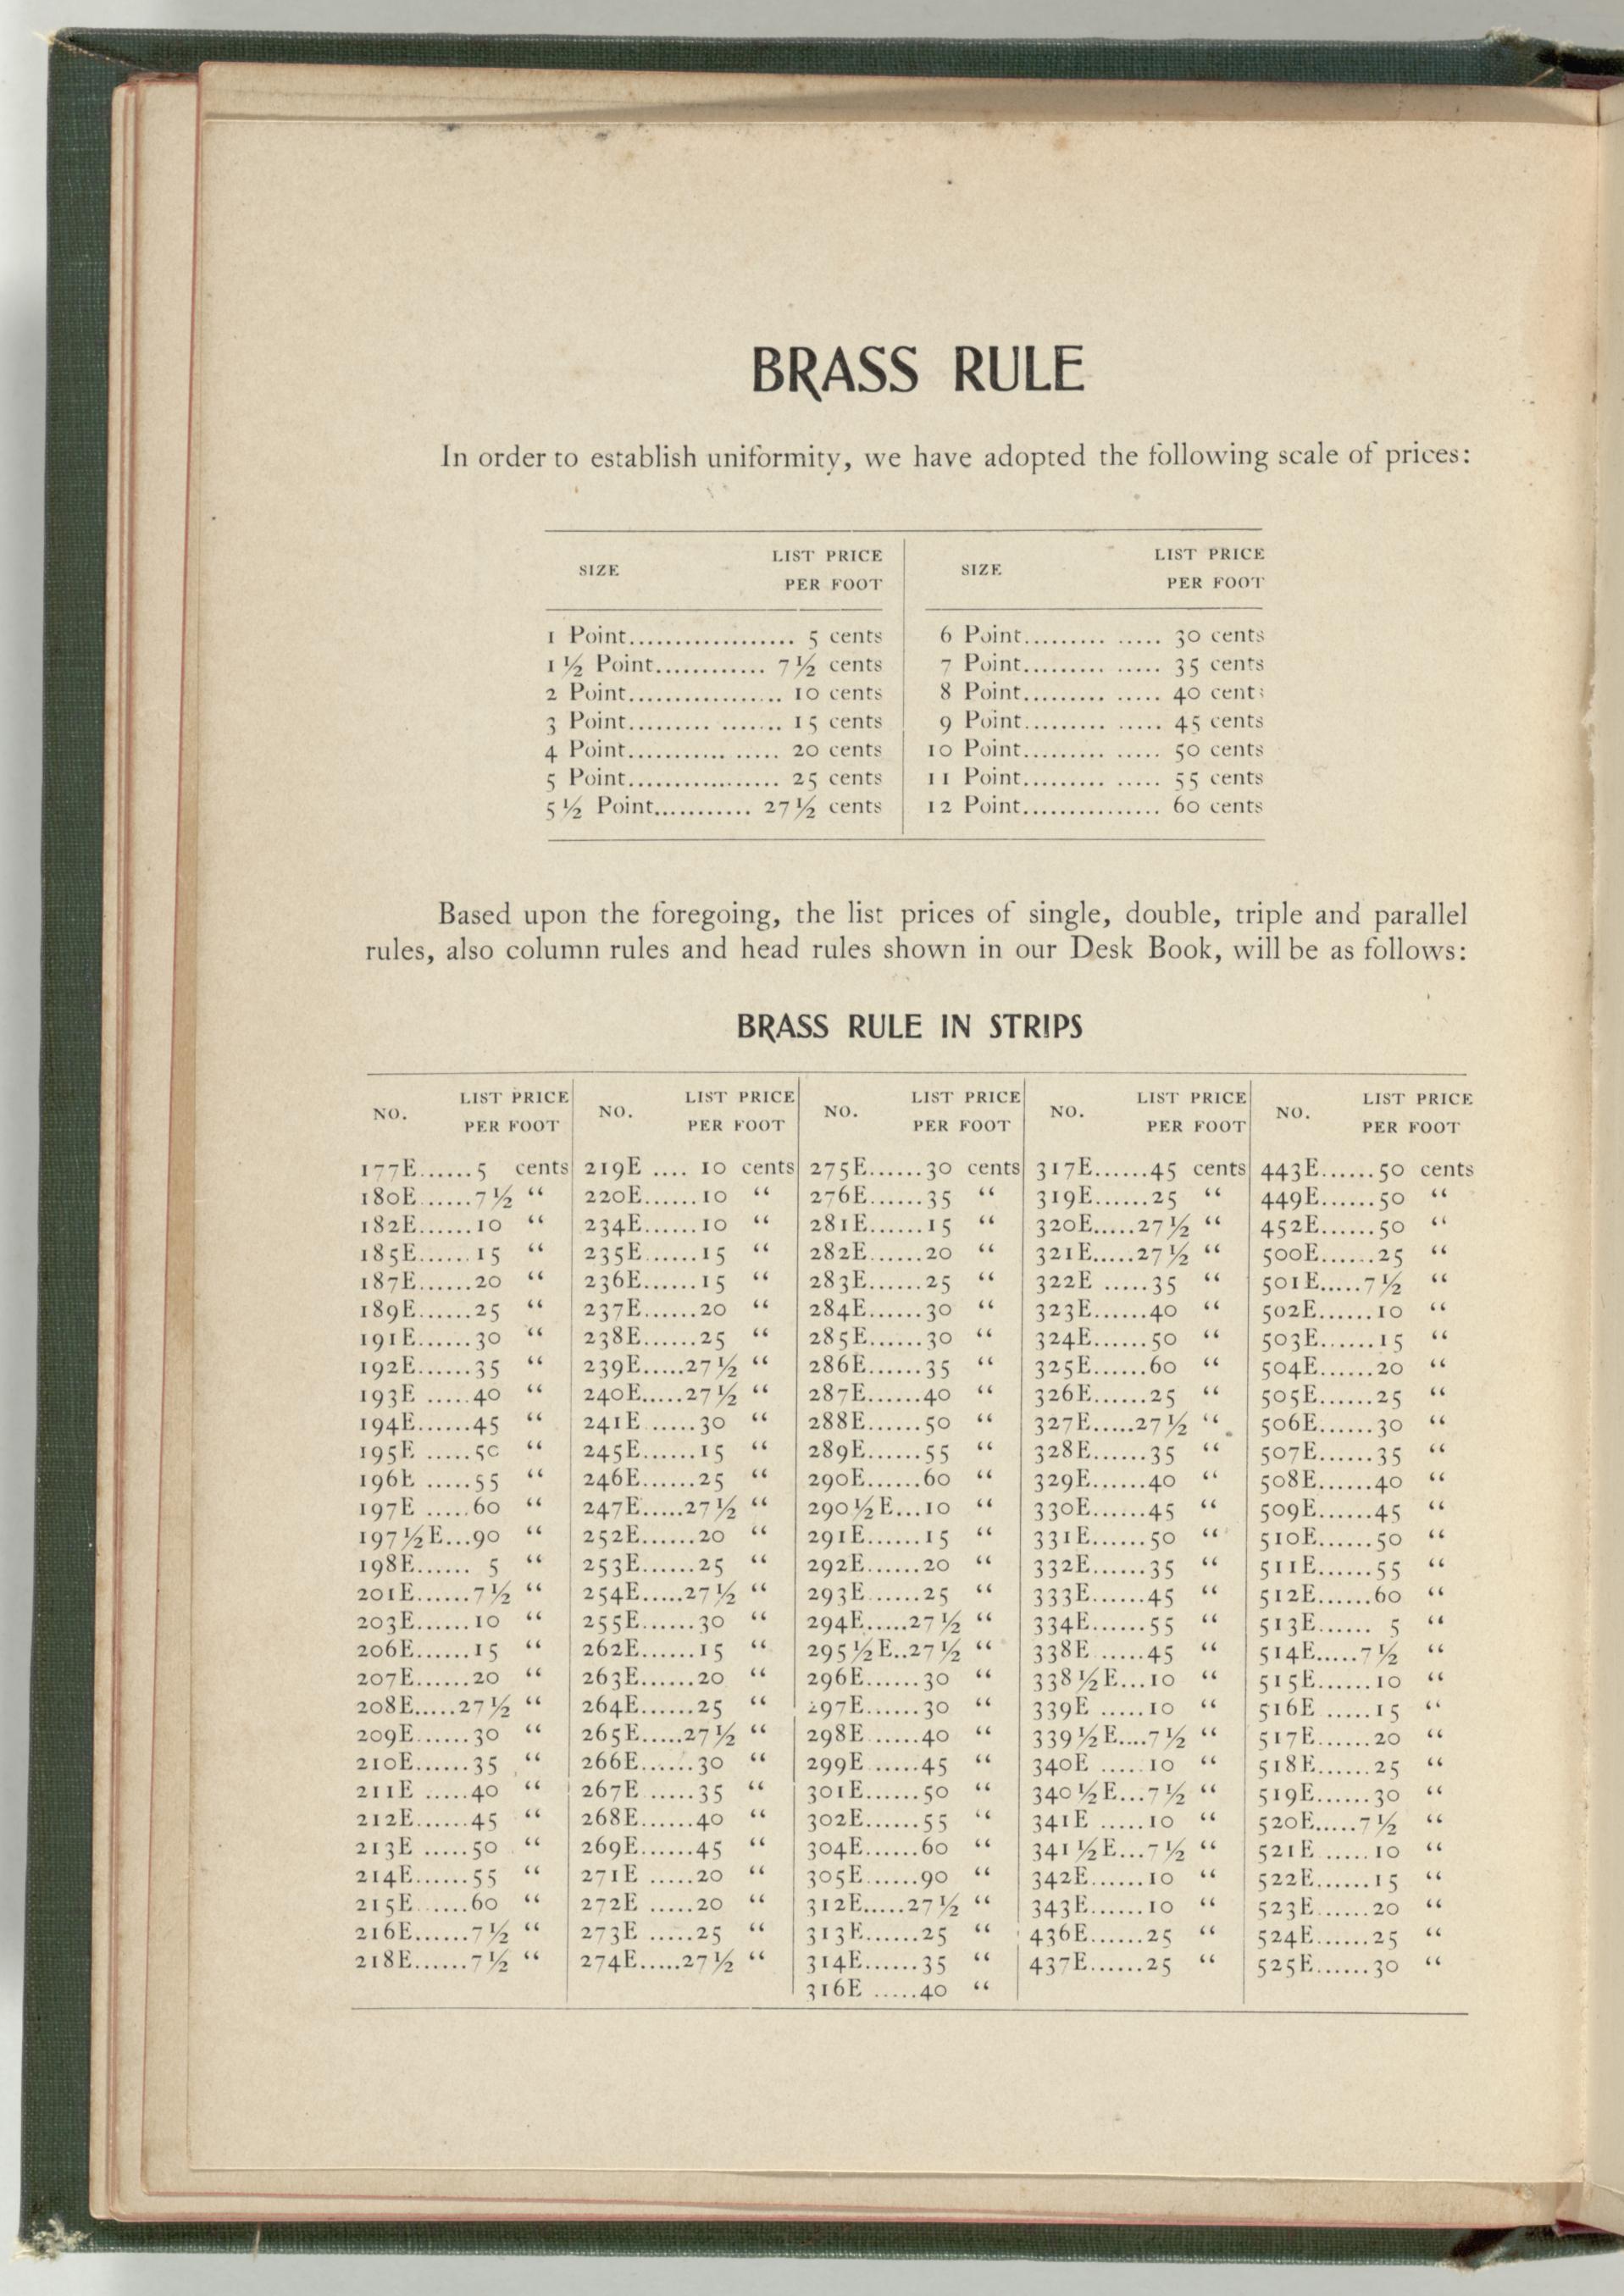 BRASS RULE
In order to establish uniformity, we have adopted the following scale of prices:
SIZE LIST PRICE PER FOOT SIZE LIST PRICE PER FOOT
1 Point.................. 5 cents 6 Point......... ..... 30 cents
1½ Point............ 7½ cents 7 Point......... ..... 35 cents
2 Point................. 10 cents 8 Point......... ..... 40 cents
3 Point......... ....... 15 cents 9 Point......... ..... 45 cents
4 Point........... ..... 20 cents 10 Point......... ..... 50 cents
5 Point................. 25 cents 11 Point......... ..... 55 cents
5½ Point........... 27½ cents 12 Point............... 60 cents
Based upon the foregoing, the list prices of single, double, triple and parallel
rules, also column rules and head rules shown in our Desk Book, will be as follows:
BRASS RULE IN STRIPS
NO. LIST PRICE PER FOOT NO. LIST PRICE PER FOOT NO. LIST PRICE PER FOOT NO. LIST PRICE PER FOOT NO. LIST PRICE PER FOOT
177E......5 cents 219E .... 10 cents 275E......30 cents 317E......45 cents 443E......50 cents
180E......7½ “ 220E......10 “ 276E......35 “ 319E......25 “ 449E......50 “
182E......10 “ 234E......10 “ 281E......15 “ 320E.....27½ “ 452E......50 “
185E......15 “ 235E......15 “ 282E......20 “ 321E.....27½ “ 500E......25 “
187E......20 “ 236E......15 “ 283E......25 “ 322E .....35 “ 501E.....7½ “
189E......25 “ 237E......20 “ 284E......30 “ 323E......40 “ 502E......10 “
191E......30 “ 238E......25 “ 285E......30 “ 324E......50 “ 503E......15 “
192E......35 “ 239E.....27½ “ 286E......35 “ 325E......60 “ 504E......20 “
193E .....40 “ 240E.....27½ “ 287E......40 “ 326E......25 “ 505E......25 “
194E......45 “ 241E......30 “ 288E......50 “ 327E.....27½ “ 506E......30 “
195E .....50 “ 245E......15 “ 289E......55 “ 328E......35 “ 507E......35 “
196E .....55 “ 246E......25 “ 290E......60 “ 329E......40 “ 508E......40 “
197E .....60 “ 247E.....27½ “ 290½E...10 “ 330E......45 “ 509E......45 “
197½E...90 “ 252E......20 “ 291E......15 “ 331E......50 “ 510E......50 “
198E...... 5 “ 253E......25 “ 292E......20 “ 332E......35 “ 511E......55 “
201E......7½ “ 254E.....27½ “ 293E......25 “ 333E......45 “ 512E......60 “
203E......10 “ 255E......30 “ 294E.....27½ “ 334E......55 “ 513E...... 5 “
206E......15 “ 262E......15 “ 295½E..27½ “ 338E ......45 “ 514E.....7½ “
207E......20 “ 263E......20 “ 296E......30 “ 338½E...10 “ 515E......10 “
208E.....27½ “ 264E......25 “ 297E......30 “ 339E .....10 “ 516E .....15 “
209E......30 “ 265E.....27½ “ 298E......40 “ 339½E....7½ “ 517E......20 “
210E......35 “ 266E......30 “ 299E......45 “ 340E .....10 “ 518E......25 “
211E .....40 “ 267E .....35 “ 301E......50 “ 340½E...7½ “ 519E......30 “
212E......45 “ 268E......40 “ 302E......55 “ 341E .....10 “ 520E.....7½ “
213E .....50 “ 269E......45 “ 304E......60 “ 341½E...7½ “ 521E......10 “
214E......55 “ 271E .....20 “ 305E......90 “ 342E......10 “ 522E......15 “
215E......60 “ 272E .....20 “ 312E.....27½ “ 343E......10 “ 523E......20 “
216E......7½ “ 273E .....25 “ 313E......25 “ 436E......25 “ 524E......25 “
218E......7½ “ 274E.....27½ “ 314E......35 “ 437E......25 “ 525E......30 “
316E .....40 “